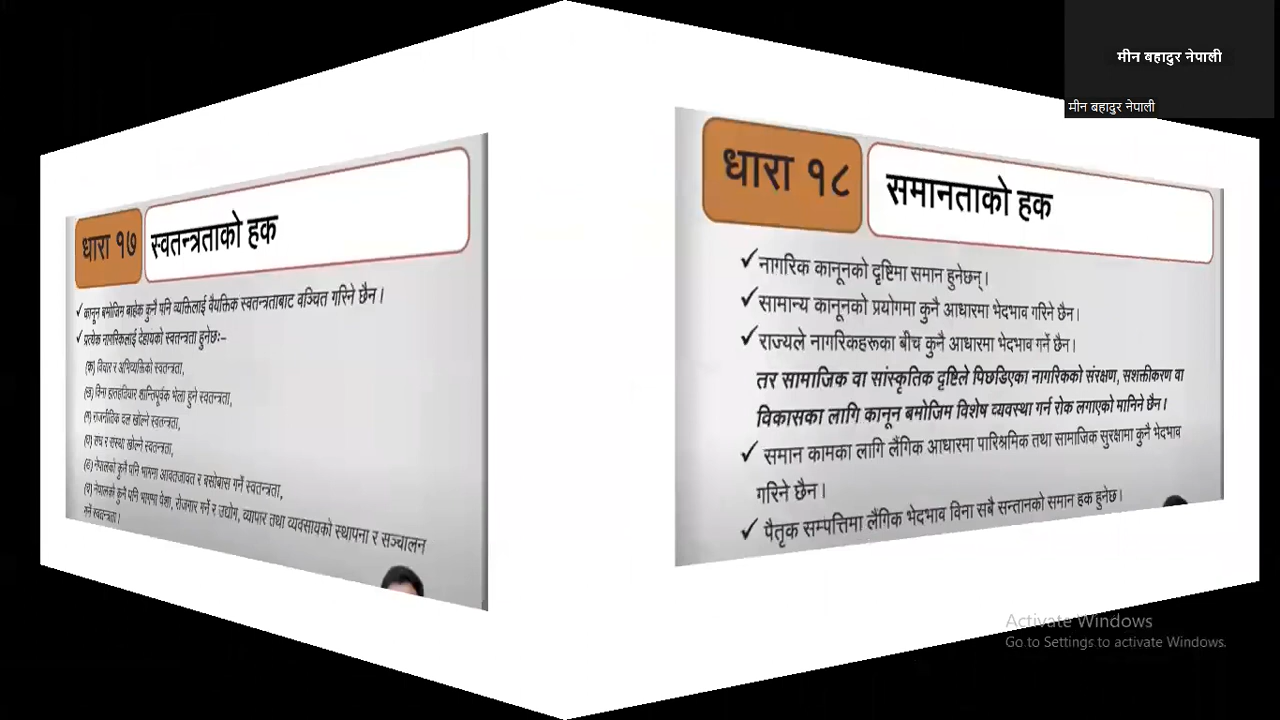 मीन बहादुर नेपाली
मीन बहादुर नेपाली
धारा १७
स्वतन्त्रताको हक
✓ कानून बमोजिम बाहेक कुनै पनि व्यक्तिलाई वैयक्तिक स्वतन्त्रताबाट वञ्चित गरिने छैन।
✓ प्रत्येक नागरिकलाई देहायको स्वतन्त्रता हुनेछः–
(क) विचार र अभिव्यक्तिको स्वतन्त्रता,
(ख) विना हातहतियार शान्तिपूर्वक भेला हुने स्वतन्त्रता,
(ग) राजनीतिक दल खोल्ने स्वतन्त्रता,
(घ) संघ र संस्था खोल्ने स्वतन्त्रता,
(ङ) नेपालको कुनै पनि भागमा आवतजावत र बसोबास गर्ने स्वतन्त्रता,
(च) नेपालको कुनै पनि भागमा पेशा, रोजगार गर्ने र उद्योग, व्यापार तथा व्यवसायको स्थापना र सञ्चालन
गर्ने स्वतन्त्रता।
धारा १८
समानताको हक
✓ नागरिक कानूनको दृष्टिमा समान हुनेछन्।
✓ सामान्य कानूनको प्रयोगमा कुनै आधारमा भेदभाव गरिने छैन।
✓ राज्यले नागरिकहरूका बीच कुनै आधारमा भेदभाव गर्ने छैन।
तर सामाजिक वा सांस्कृतिक दृष्टिले पिछडिएका नागरिकको संरक्षण, सशक्तीकरण वा
विकासका लागि कानून बमोजिम विशेष व्यवस्था गर्न रोक लगाएको मानिने छैन।
✓ समान कामका लागि लैंगिक आधारमा पारिश्रमिक तथा सामाजिक सुरक्षामा कुनै भेदभाव
गरिने छैन।
✓ पैतृक सम्पत्तिमा लैंगिक भेदभाव विना सबै सन्तानको समान हक हुनेछ।
Activate Windows
Go to Settings to activate Windows.